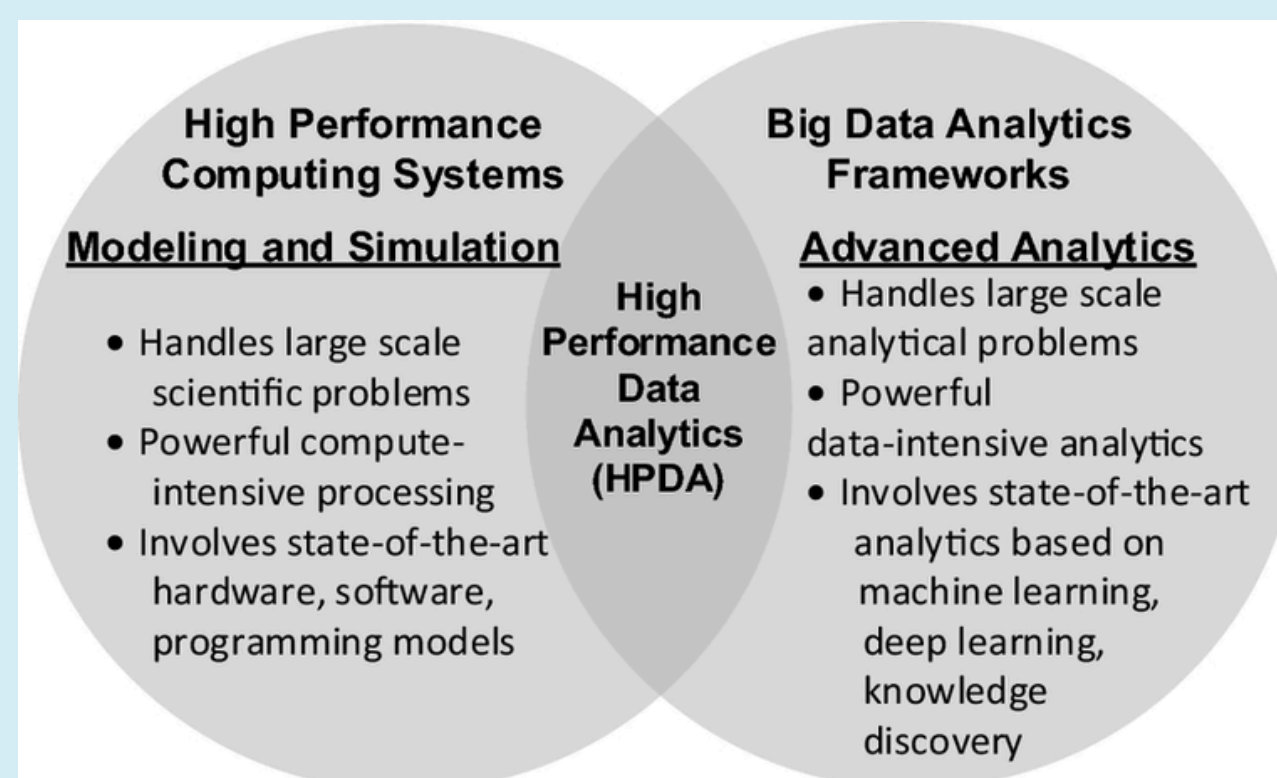 High Performance
Computing Systems
Modeling and Simulation
• Handles large scale
scientific problems
• Powerful compute-
intensive processing
• Involves state-of-the-art
hardware, software,
programming models
High
Performance
Data
Analytics
(HPDA)
Big Data Analytics
Frameworks
Advanced Analytics
• Handles large scale
analytical problems
• Powerful
data-intensive analytics
• Involves state-of-the-art
analytics based on
machine learning,
deep learning,
knowledge
discovery